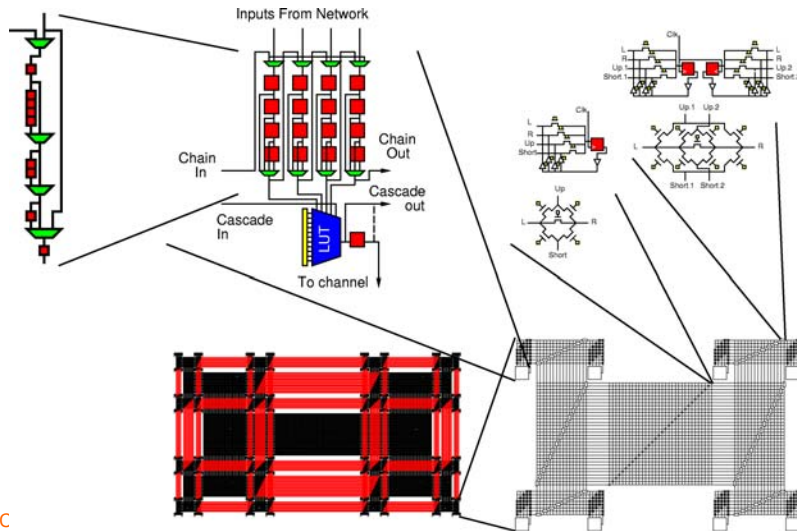 Inputs From Network
Chain
In
Chain
Out
Cascade
In
Cascade
out
LUT
To channel
Clk
L
R
Up
Short
Up
L
R
Short
Clk
L
R
Up.1
Short.1
L
R
Up.2
Short.2
Up.1 Up.2
L
R
Short.1 Short.2
C